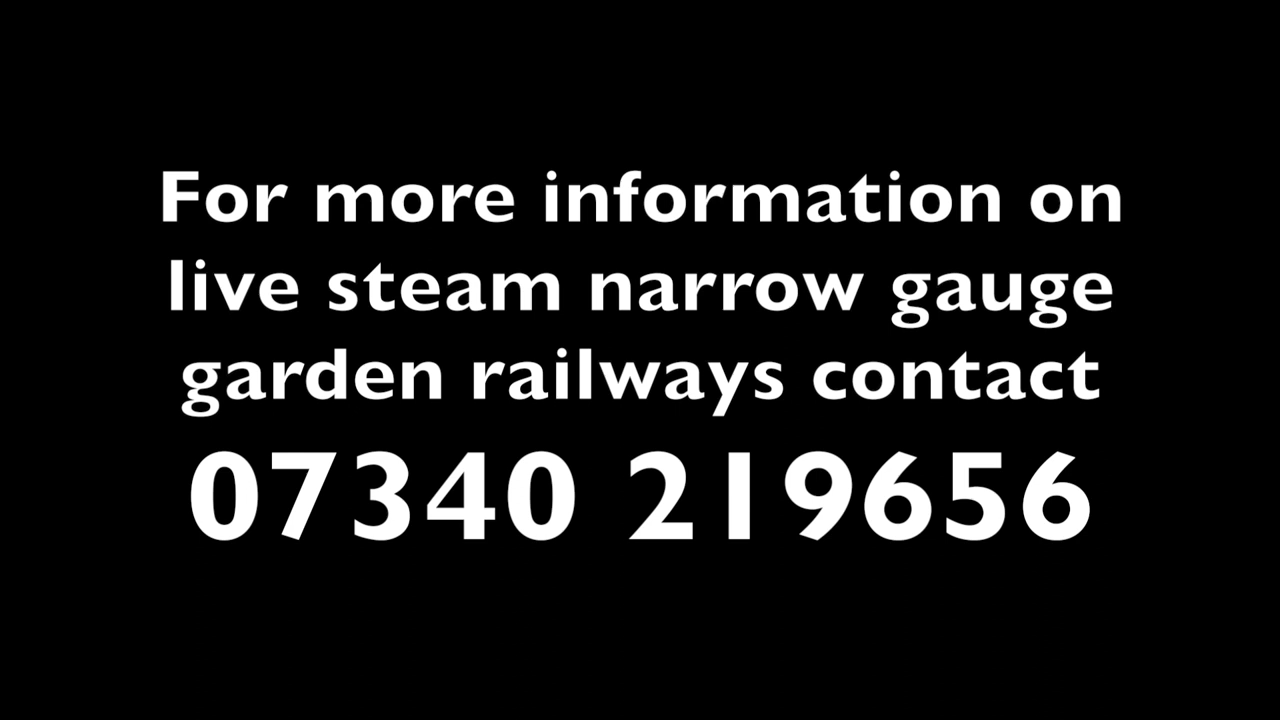 For more information on
live steam narrow gauge
garden railways contact
07340 219656